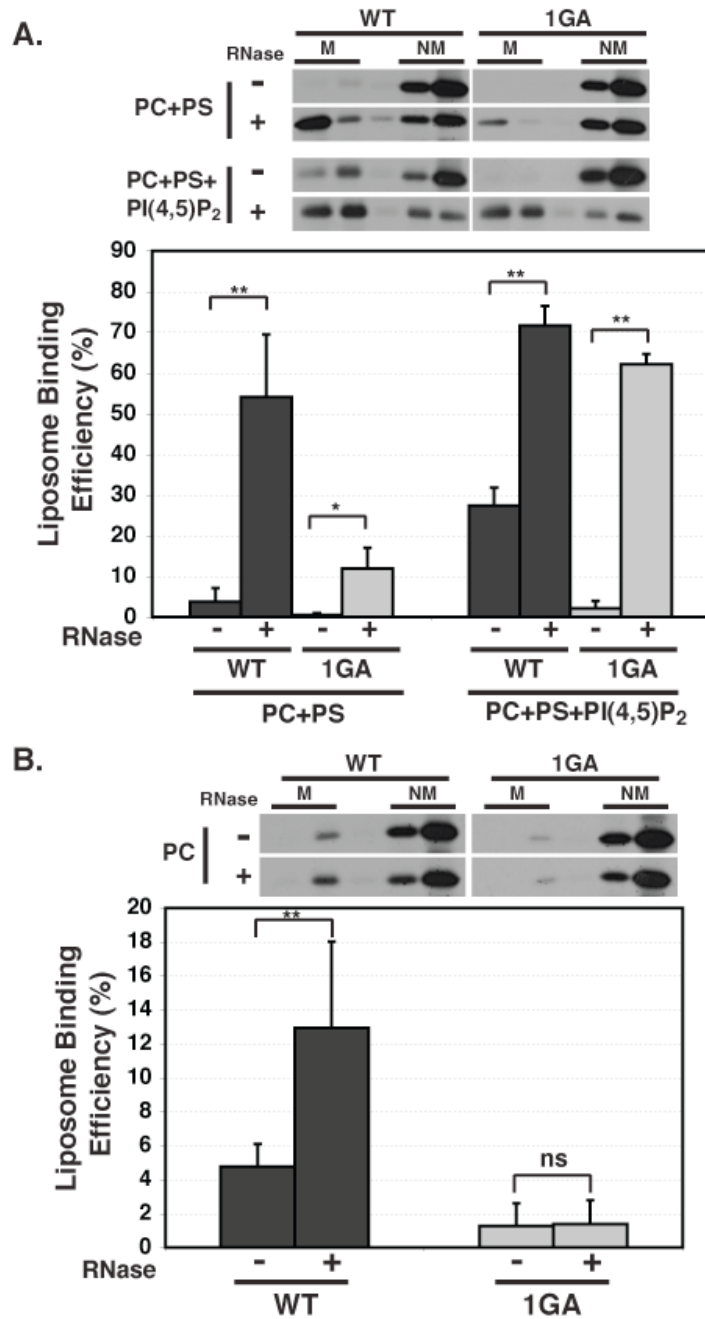 A.
WT 1GA
RNase M NM M NM
PC+PS - +
PC+PS+
PI(4,5)P2 - +
90
80
70
60
50
40
30
20
10
0
Liposome Binding
Efficiency (%)
** * ** **
RNase - + - + - + - +
WT 1GA WT 1GA
PC+PS PC+PS+PI(4,5)P2
B.
WT 1GA
RNase M NM M NM
PC - +
20
18
16
14
12
10
8
6
4
2
0
Liposome Binding
Efficiency (%)
** ns
RNase - + - +
WT 1GA